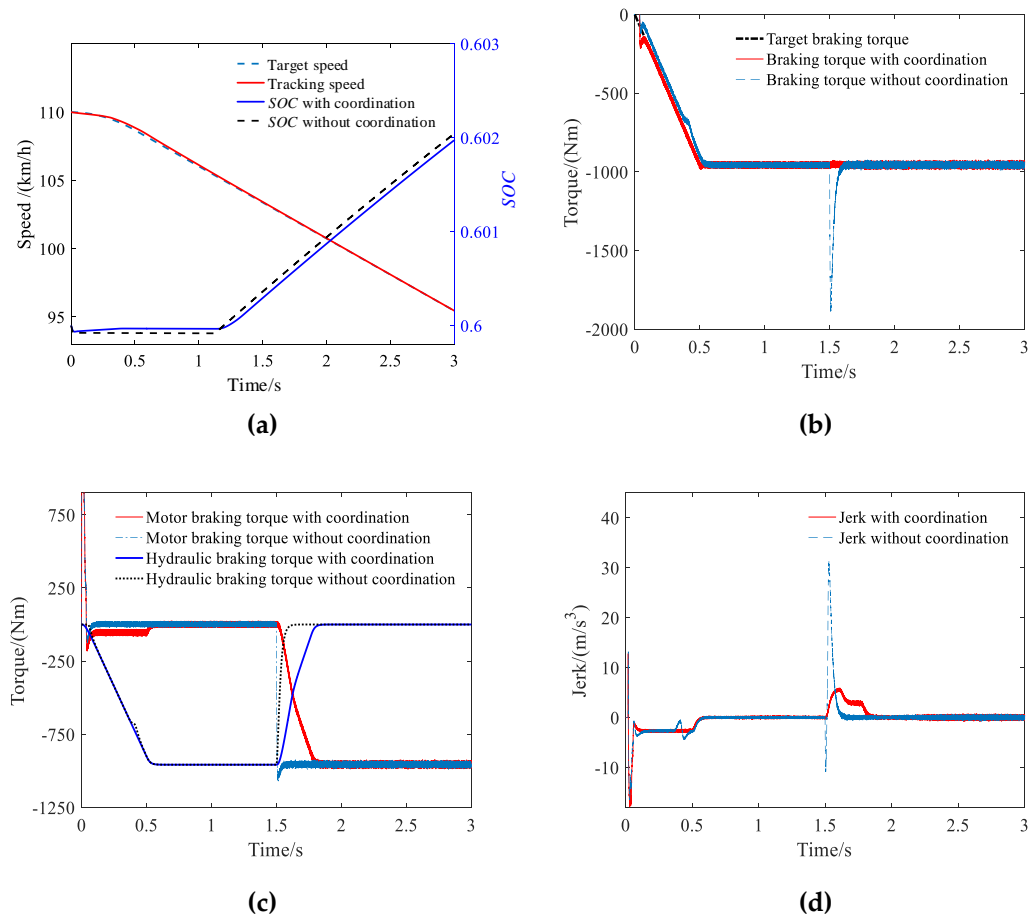 0.603
Target speed
Tracking speed
SOC with coordination
SOC without coordination
110
0.602
105
Speed /(km/h)
SOC
100
0.601
95
0.6
0 0.5 1 1.5 2 2.5 3
Time/s
(a)
0
Target braking torque
Braking torque with coordination
Braking torque without coordination
-500
-1000
Torque/(Nm)
-1500
-2000
0 0.5 1 1.5 2 2.5 3
Time/s
(b)
750
Motor braking torque with coordination
Motor braking torque without coordination
Hydraulic braking torque with coordination
Hydraulic braking torque without coordination
250
Torque/(Nm)
-250
-750
-1250
0 0.5 1 1.5 2 2.5 3
Time/s
(c)
40
Jerk with coordination
Jerk without coordination
30
20
Jerk/(m/s³)
10
0
-10
0 0.5 1 1.5 2 2.5 3
Time/s
(d)